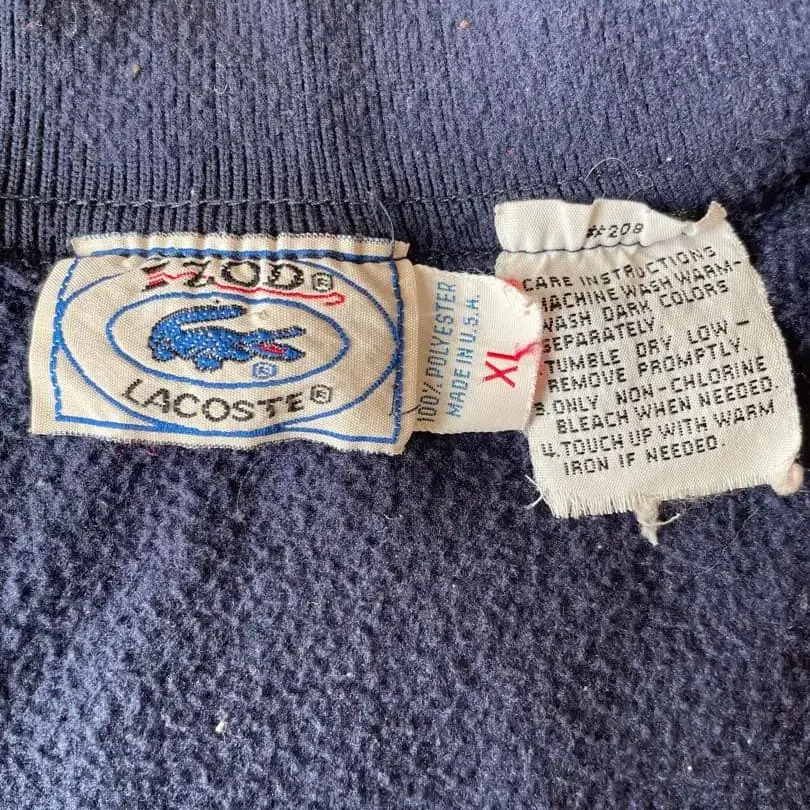 IZOD®
®
LACOSTE®
100% POLYESTER
MADE IN U.S.A.
XL
#208
CARE INSTRUCTIONS
MACHINE WASH WARM-
WASH DARK COLORS
SEPARATELY.
TUMBLE DRY LOW-
REMOVE PROMPTLY.
3. ONLY NON-CHLORINE
BLEACH WHEN NEEDED.
4. TOUCH UP WITH WARM
IRON IF NEEDED.